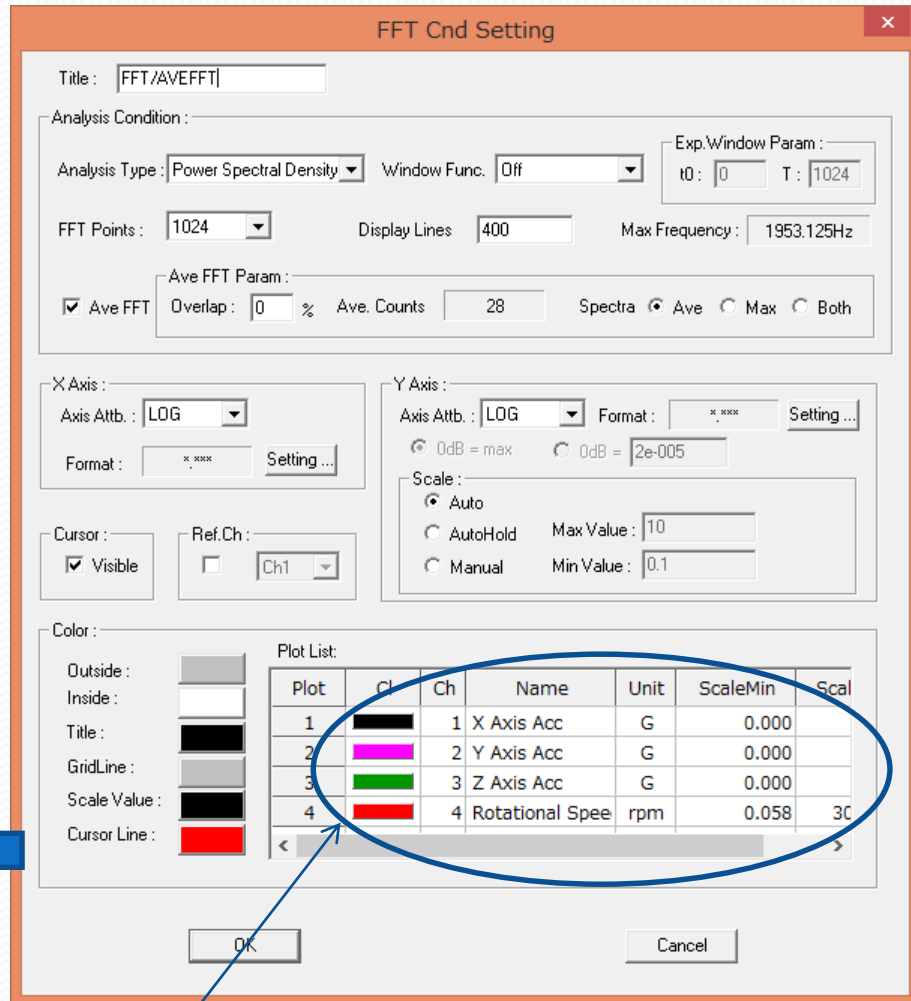 FFT Cnd Setting
×
Title : FFT/AVEFFT
Analysis Condition :
Analysis Type : Power Spectral Density Window Func. Off
Exp.Window Param :
t0 : 0 T : 1024
FFT Points : 1024 Display Lines 400 Max Frequency : 1953.125Hz
Ave FFT Param :
Ave FFT Overlap : 0 % Ave. Counts 28 Spectra Ave Max Both
X Axis :
Axis Attb. : LOG
Format : *.*** Setting ...
Y Axis :
Axis Attb. : LOG Format : *.*** Setting ...
0dB = max 0dB = 2e-005
Scale :
Auto
AutoHold Max Value : 10
Manual Min Value : 0.1
Cursor :
Visible
Ref.Ch :
Ch1
Color :
Outside :
Inside :
Title :
GridLine :
Scale Value :
Cursor Line :
Plot List:
Plot Cl Ch Name Unit ScaleMin Scal
1 1 X Axis Acc G 0.000
2 2 Y Axis Acc G 0.000
3 3 Z Axis Acc G 0.000
4 4 Rotational Spee rpm 0.058 30
< >
OK Cancel